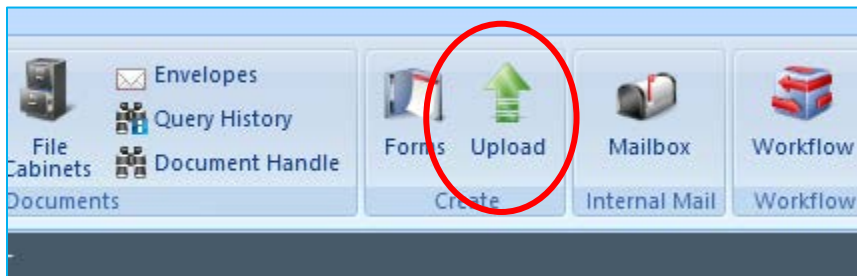 File
Cabinets
Envelopes
Query History
Document Handle
Documents
Forms
Upload
Create
Mailbox
Internal Mail
Workflow
Workflow